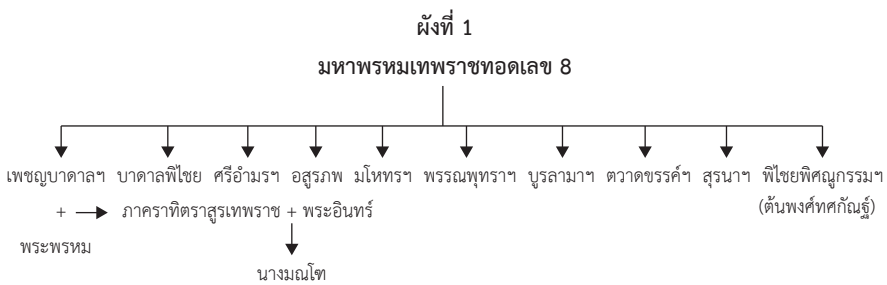 ผังที่ 1
มหาพรหมเทพราชทอดเลข 8
เพชญบาดาลฯ บาดาลพิไชย ศรีอำมรฯ อสูรภพ มโหทรฯ พรรณพุทราฯ บูรลามาฯ ตวาดขรรค์ฯ สุรนาฯ พิไชยพิศณูกรรมฯ
+ ภาคราทิตราสูรเทพราช + พระอินทร์ (ต้นพงศ์ทศกัณฐ์)
พระพรหม
นางมณโฑ